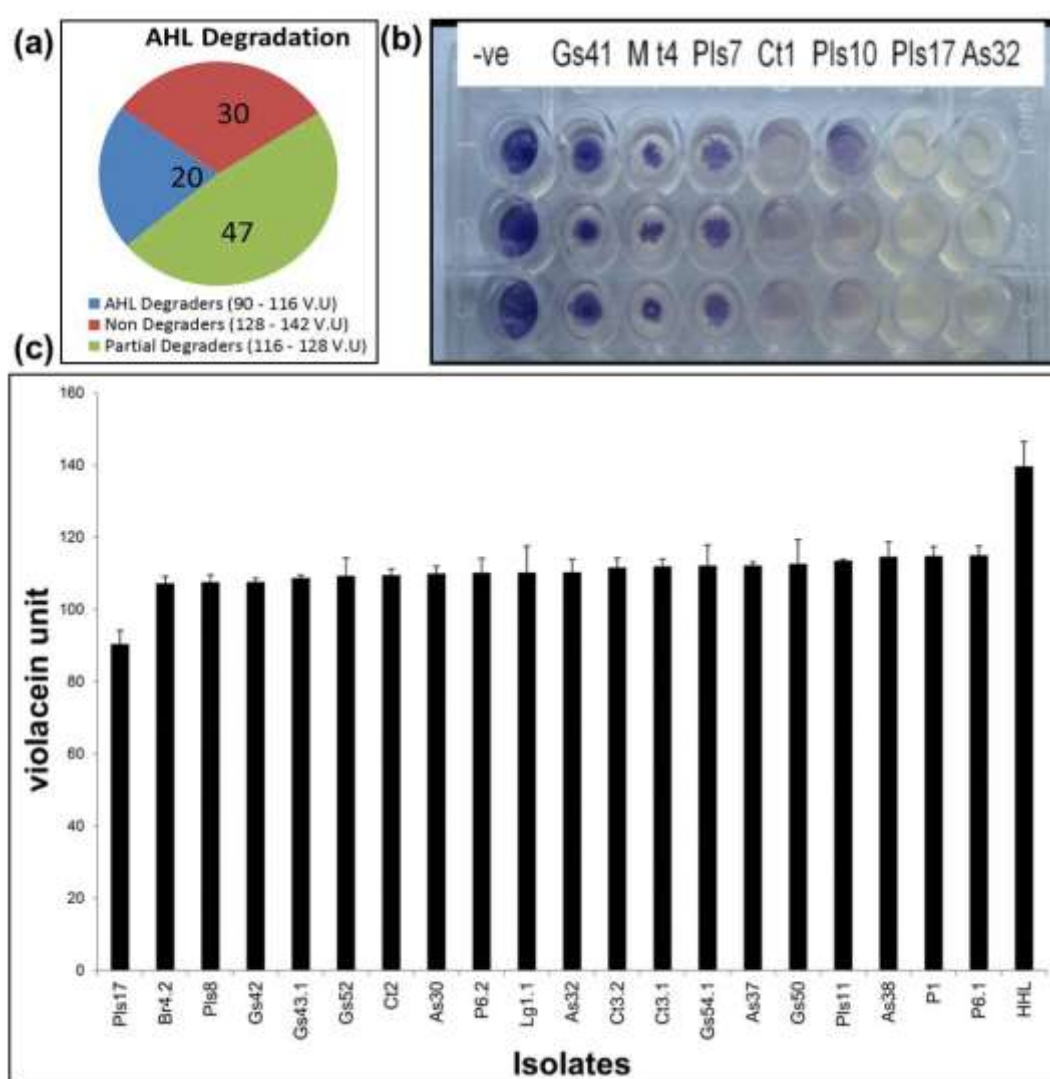 (a)
AHL Degradation
30
20
47
AHL Degraders (90 - 116 V.U)
Non Degraders (128 - 142 V.U)
Partial Degraders (116 - 128 V.U)
(b)
-ve Gs41 M t4 Pls7 Ct1 Pls10 Pls17 As32
(c)
160
140
120
100
80
60
40
20
0
violacein unit
Pls17
Br4.2
Pls8
Gs42
Gs43.1
Gs52
Ct2
As30
P6.2
Lg1.1
As32
Ct3.2
Ct3.1
Gs54.1
As37
Gs50
Pls11
As38
P1
P6.1
HHL
Isolates